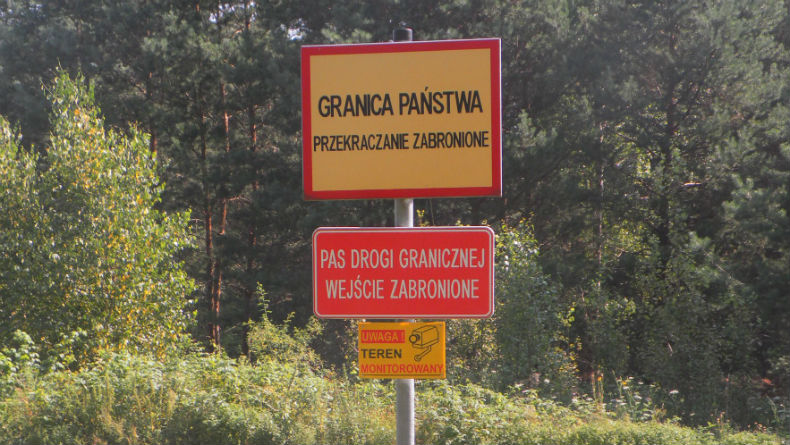 GRANICA PAŃSTWA
PRZEKRACZANIE ZABRONIONE
PAS DROGI GRANICZNEJ
WEJŚCIE ZABRONIONE
UWAGA !
TEREN
MONITOROWANY